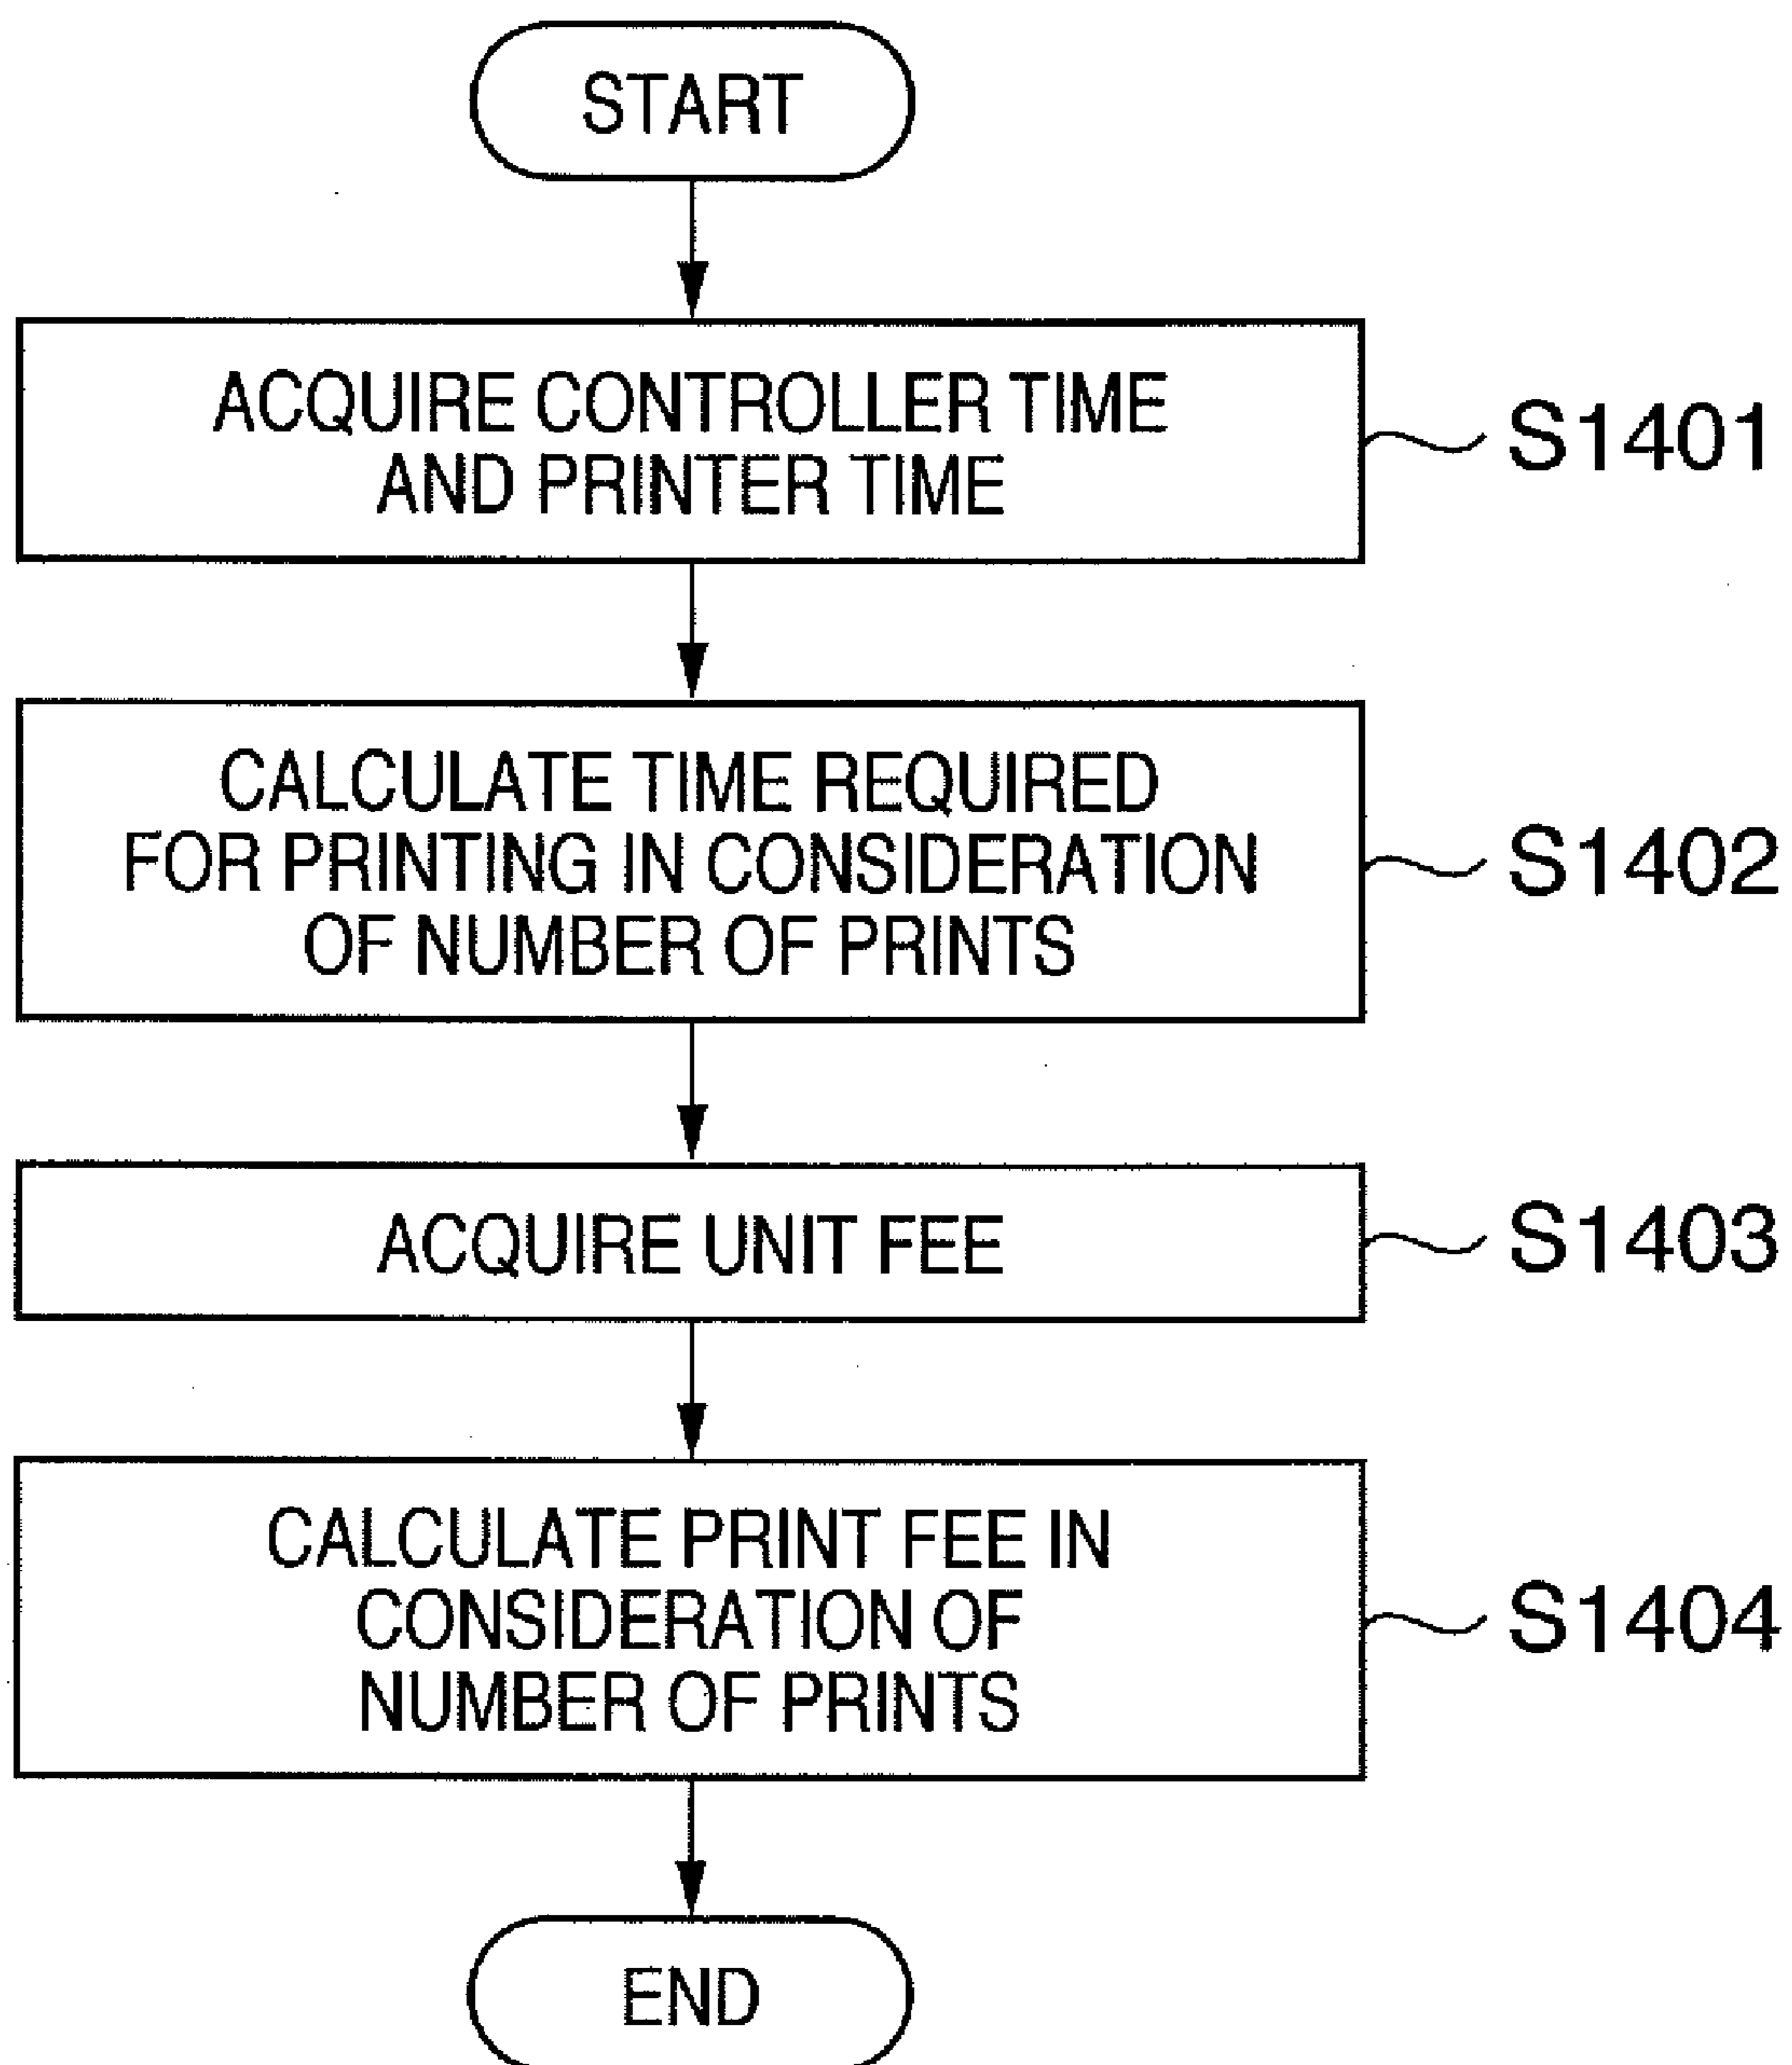 START
ACQUIRE CONTROLLER TIME
AND PRINTER TIME
S1401
CALCULATE TIME REQUIRED
FOR PRINTING IN CONSIDERATION
OF NUMBER OF PRINTS
S1402
ACQUIRE UNIT FEE
S1403
CALCULATE PRINT FEE IN
CONSIDERATION OF
NUMBER OF PRINTS
S1404
END